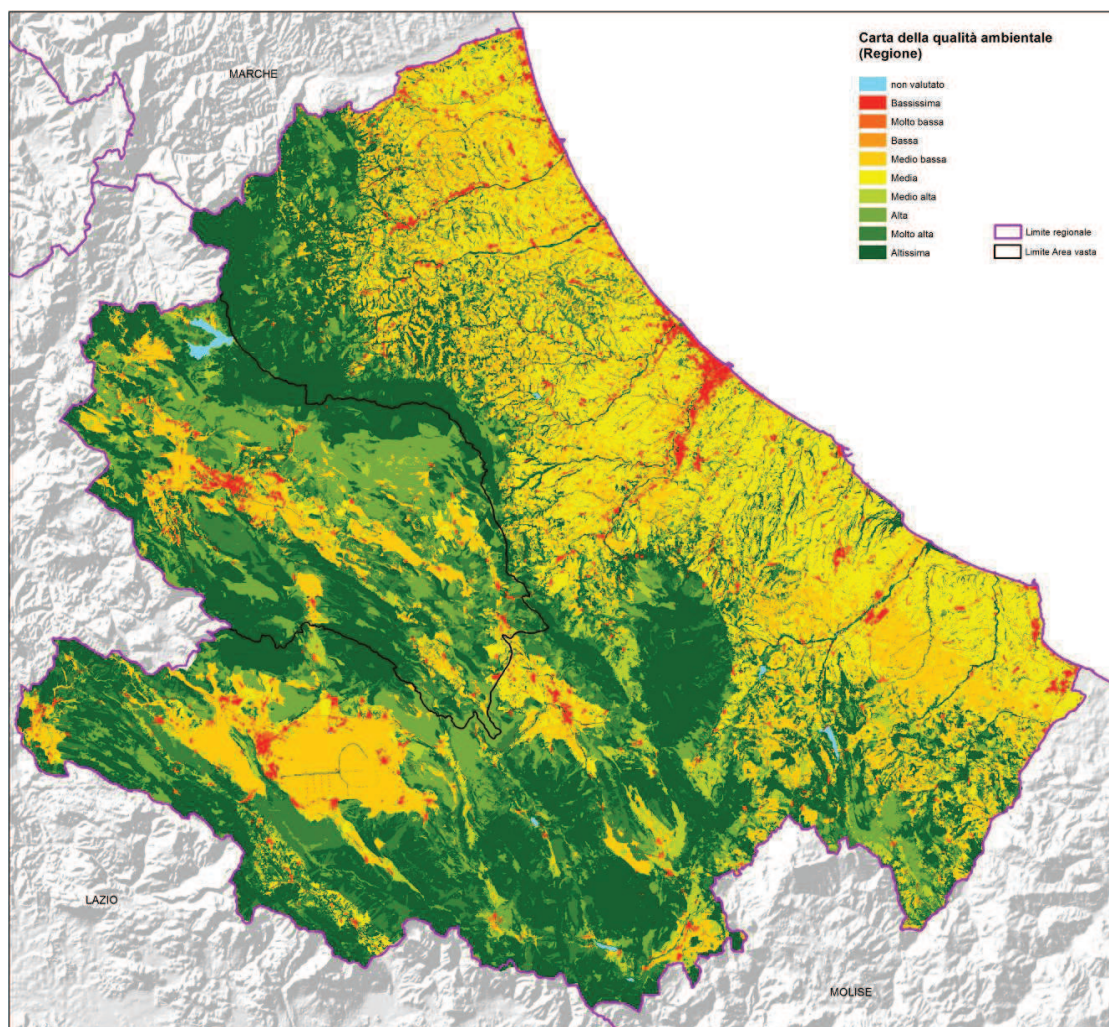 Carta della qualità ambientale
(Regione)
non valutato
Bassissima
Molto bassa
Bassa
Medio bassa
Media
Medio alta
Alta
Molto alta
Altissima
Limite regionale
Limite Area vasta
MARCHE
LAZIO
MOLISE